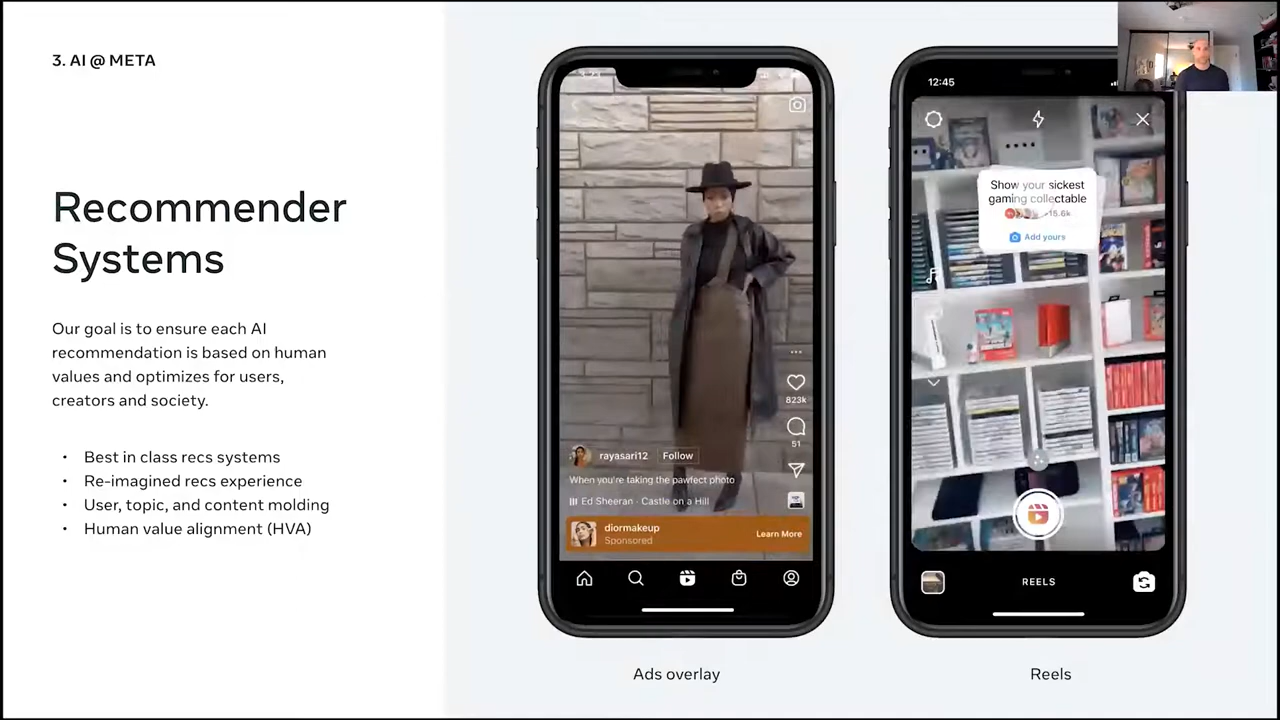 3. AI @ META
Recommender
Systems
Our goal is to ensure each AI
recommendation is based on human
values and optimizes for users,
creators and society.
• Best in class recs systems
• Re-imagined recs experience
• User, topic, and content molding
• Human value alignment (HVA)
823k
51
rayasari12 Follow
When you're taking the pawfect photo
Ed Sheeran · Castle on a Hill
diormakeup
Sponsored
Learn More
Ads overlay
12:45
Show your sickest
gaming collectable
+15.6k
Add yours
REELS
Reels